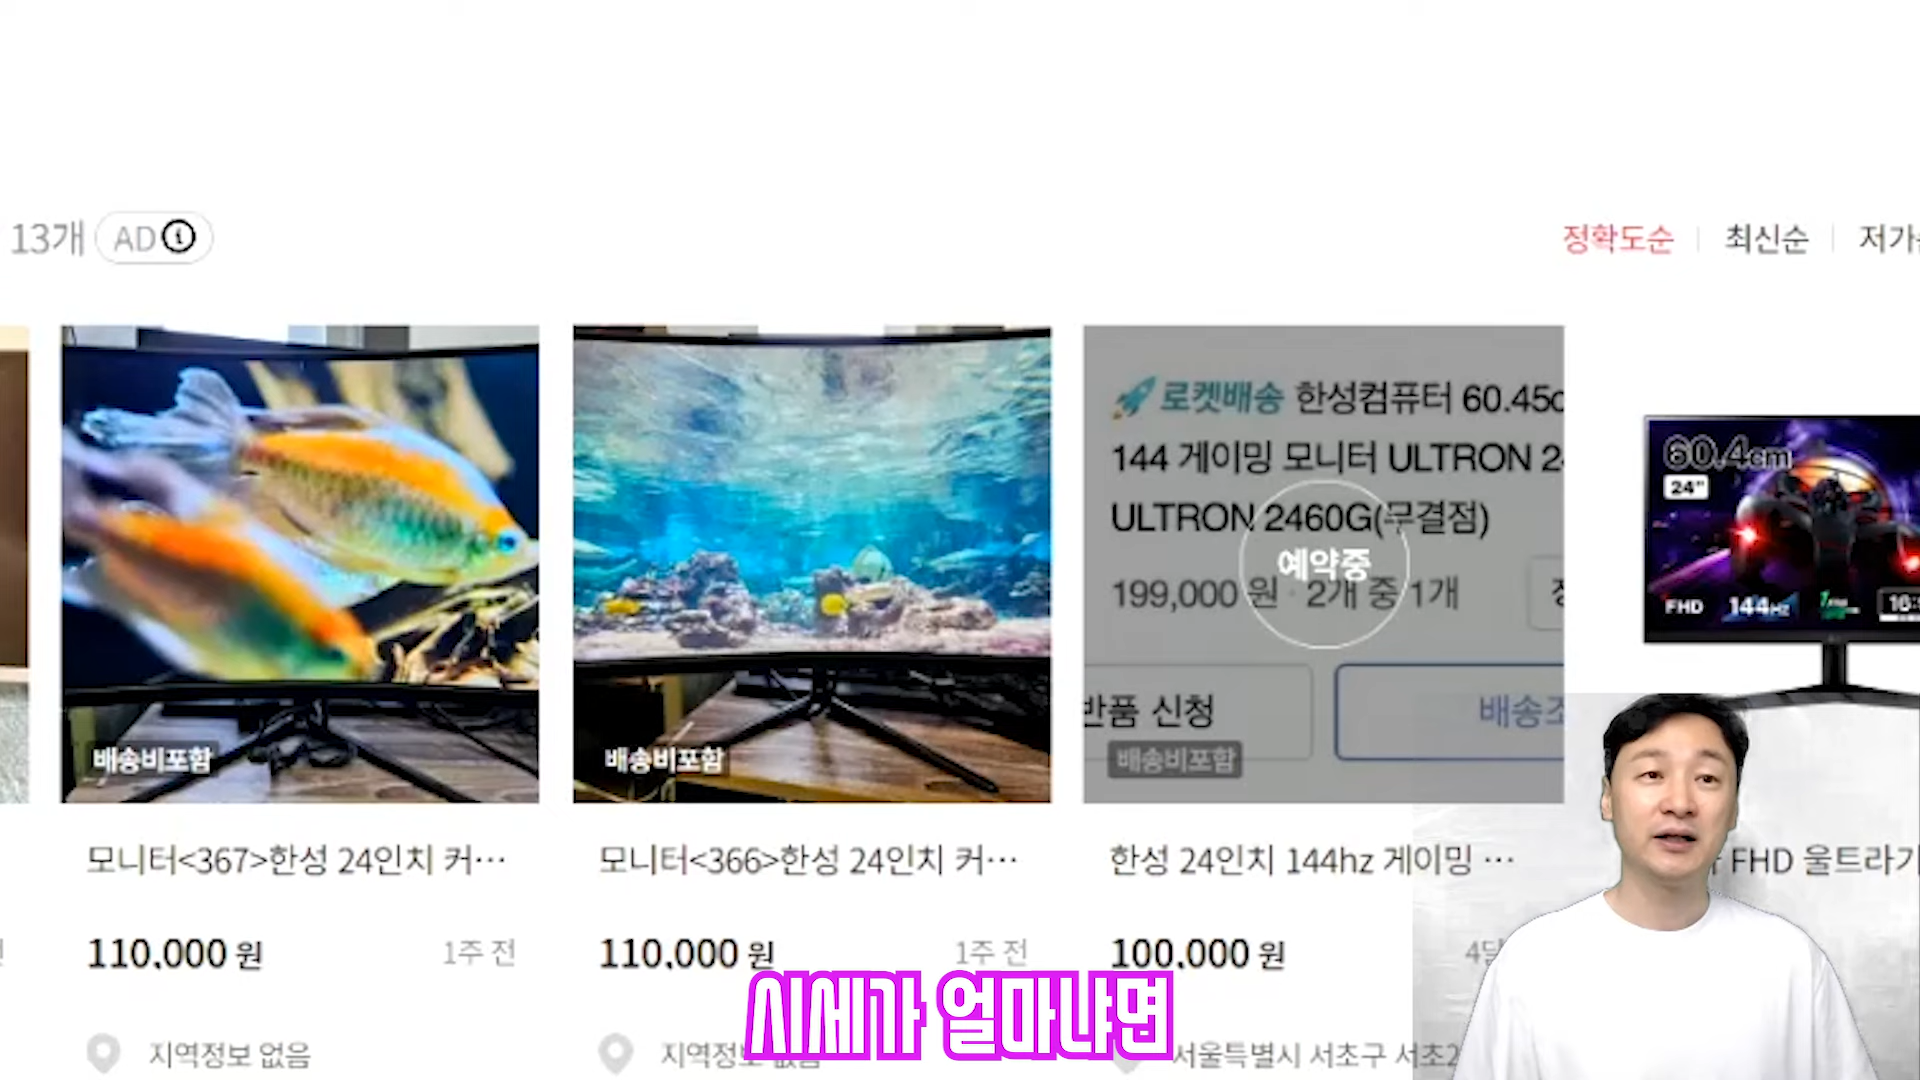 13개 AD
정확도순 최신순
배송비포함
모니터<367>한성 24인치 커…
110,000 원 1주 전
지역정보 없음
배송비포함
모니터<366>한성 24인치 커…
110,000 원 1주 전
지역정보 없음
로켓배송 한성컴퓨터
144 게이밍 모니터 ULTRON
ULTRON 2460G(무결점)
예약중
199,000 원 · 2개 중 1개
반품 신청
배송비포함
한성 24인치 144hz 게이밍 …
100,000 원
서울특별시 서초구
60.4cm
24"
FHD 144Hz
FHD
시세가 얼마냐면